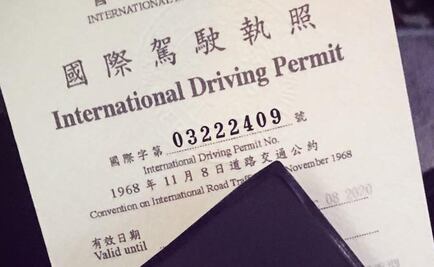 INTERNATIONAL
國際駕駛執照
International Driving Permit
國際字第 03222409 號
International Driving Permit No.
1968 年 11 月 8 日道路交通公約
Convention on International Road Traffic November 1968
有效日期 08 2020
Valid until